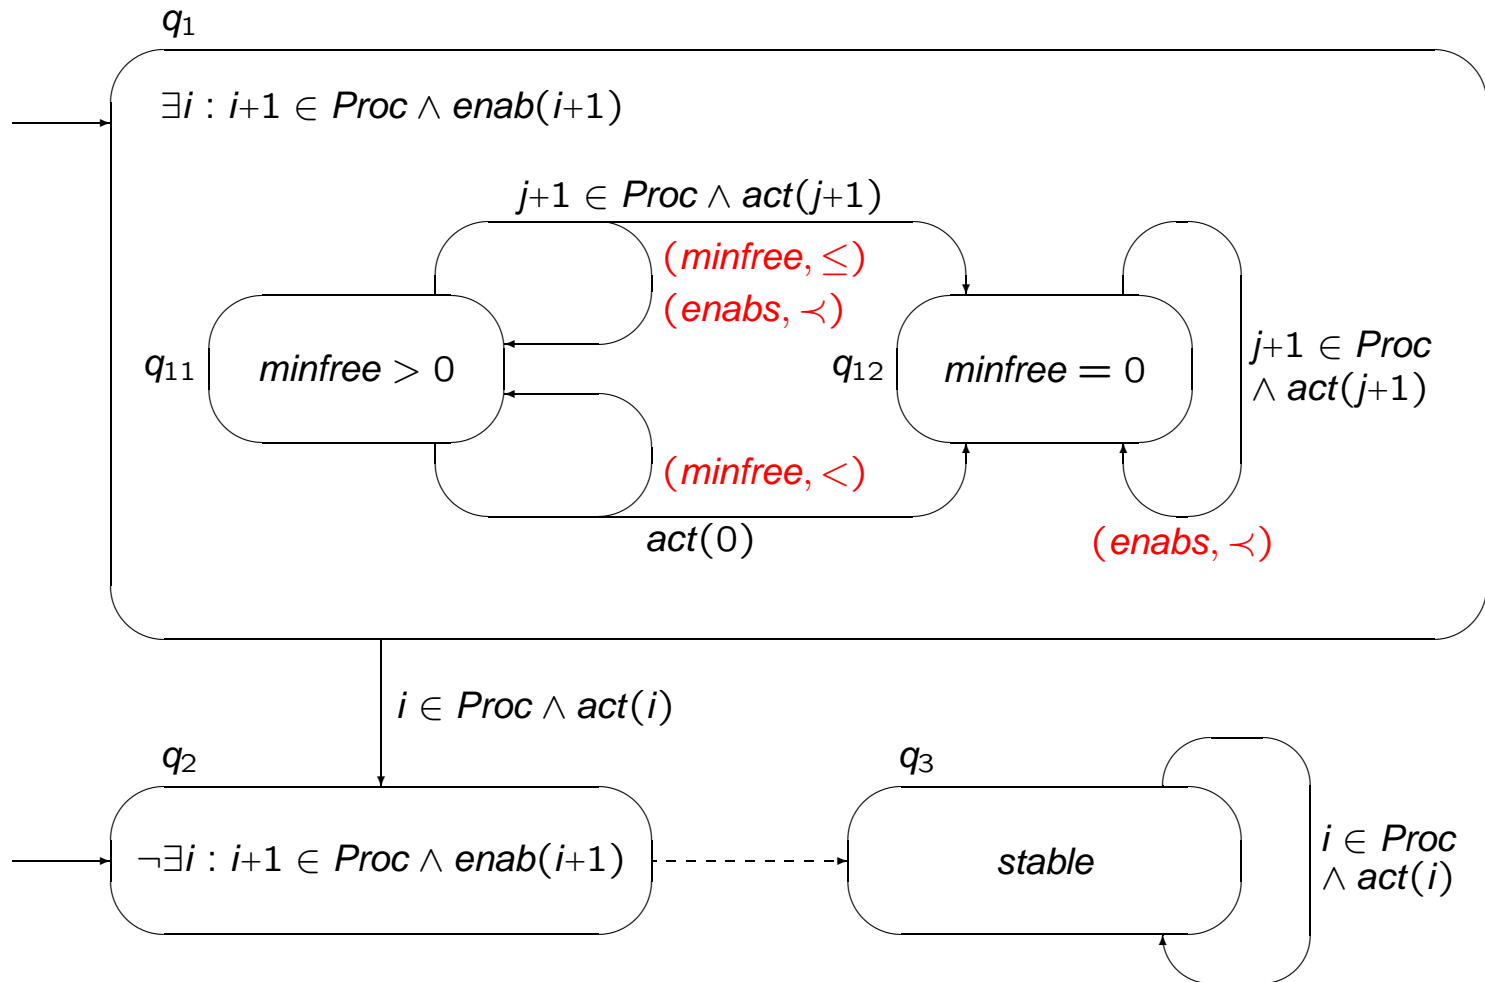 q₁
∃i : i+1 ∈ Proc ∧ enab(i+1)
j+1 ∈ Proc ∧ act(j+1)
(minfree, ≤)
(enabs, ≺)
q₁₁
minfree > 0
q₁₂
minfree = 0
j+1 ∈ Proc
∧ act(j+1)
(minfree, <)
act(0)
(enabs, ≺)
i ∈ Proc ∧ act(i)
q₂
q₃
¬∃i : i+1 ∈ Proc ∧ enab(i+1)
stable
i ∈ Proc
∧ act(i)